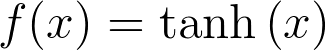 f(x) = tanh (x)